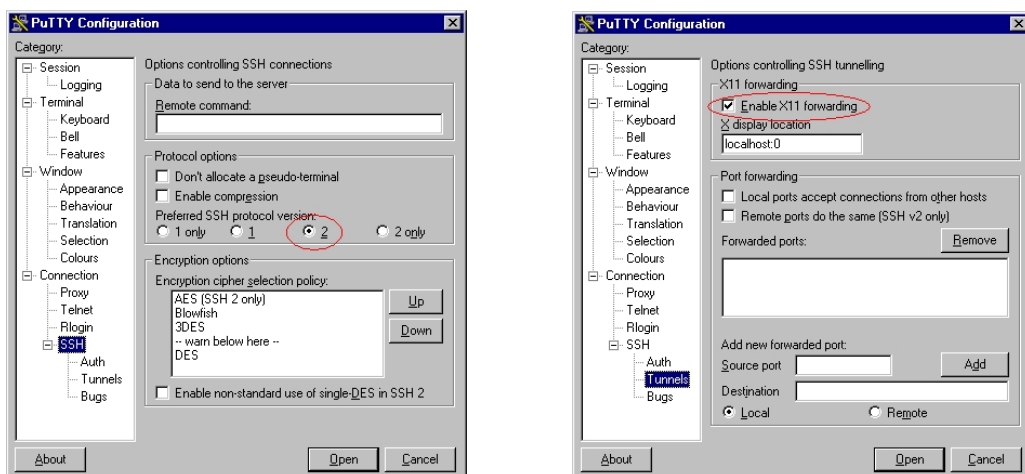 PuTTY Configuration
Category:
Session
Logging
Terminal
Keyboard
Bell
Features
Window
Appearance
Behaviour
Translation
Selection
Colours
Connection
Proxy
Telnet
Rlogin
SSH
Auth
Tunnels
Bugs
Options controlling SSH connections
Data to send to the server
Remote command:
Protocol options
Don't allocate a pseudo-terminal
Enable compression
Preferred SSH protocol version:
1 only 1 2 2 only
Encryption options
Encryption cipher selection policy:
AES (SSH 2 only)
Blowfish
3DES
-- warn below here --
DES
Up
Down
Enable non-standard use of single-DES in SSH 2
About Open Cancel
PuTTY Configuration
Category:
Session
Logging
Terminal
Keyboard
Bell
Features
Window
Appearance
Behaviour
Translation
Selection
Colours
Connection
Proxy
Telnet
Rlogin
SSH
Auth
Tunnels
Bugs
Options controlling SSH tunnelling
X11 forwarding
Enable X11 forwarding
X display location
localhost:0
Port forwarding
Local ports accept connections from other hosts
Remote ports do the same (SSH v2 only)
Forwarded ports: Remove
Add new forwarded port:
Source port Add
Destination
Local Remote
About Open Cancel